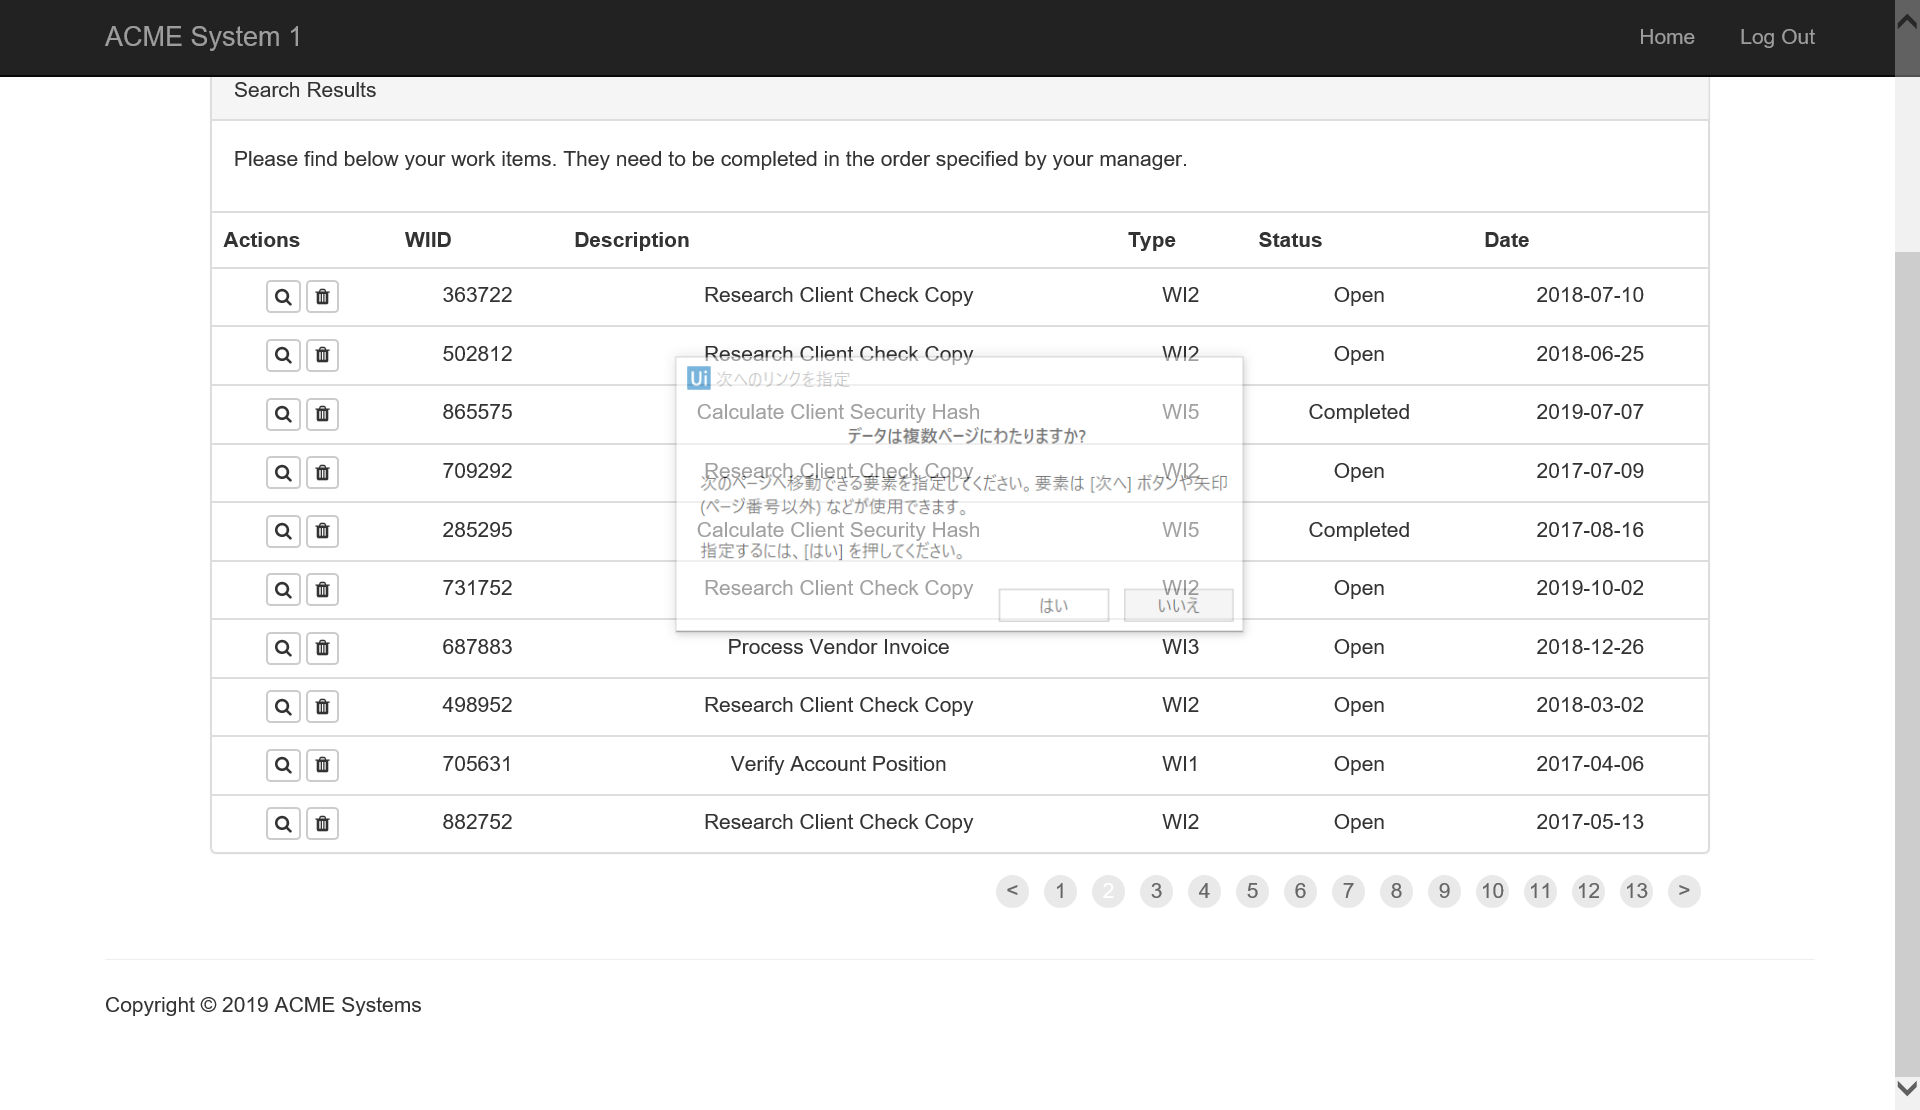 ACME System 1 Home Log Out
Search Results
Please find below your work items. They need to be completed in the order specified by your manager.
Actions WIID Description Type Status Date
363722 Research Client Check Copy WI2 Open 2018-07-10
502812 Research Client Check Copy WI2 Open 2018-06-25
Ui 次へのリンクを指定
865575 Calculate Client Security Hash WI5 Completed 2019-07-07
データは複数ページにわたりますか?
709292 Research Client Check Copy WI2 Open 2017-07-09
次のページへ移動できる要素を指定してください。要素は [次へ] ボタンや矢印
(ページ番号以外) などが使用できます。
285295 Calculate Client Security Hash WI5 Completed 2017-08-16
指定するには、[はい] を押してください。
731752 Research Client Check Copy WI2 Open 2019-10-02
はい いいえ
687883 Process Vendor Invoice WI3 Open 2018-12-26
498952 Research Client Check Copy WI2 Open 2018-03-02
705631 Verify Account Position WI1 Open 2017-04-06
882752 Research Client Check Copy WI2 Open 2017-05-13
< 1 2 3 4 5 6 7 8 9 10 11 12 13 >
Copyright © 2019 ACME Systems